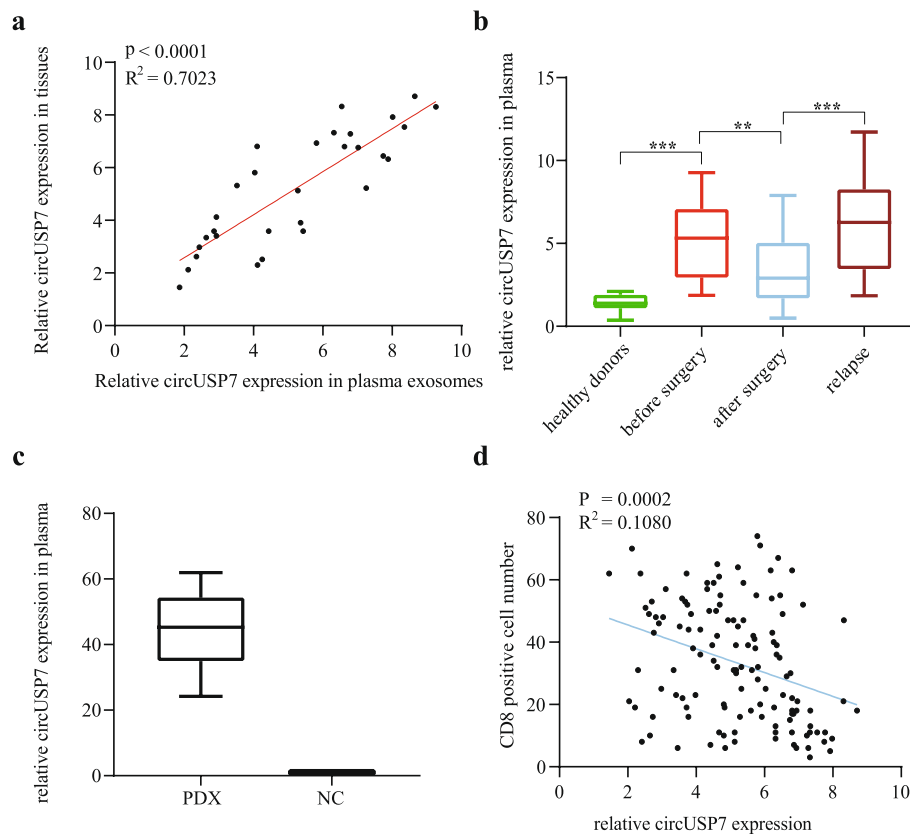 a
p < 0.0001
R² = 0.7023
Relative circUSP7 expression in tissues
10
8
6
4
2
0
0 2 4 6 8 10
Relative circUSP7 expression in plasma exosomes
b
relative circUSP7 expression in plasma
15
10
5
0
***
**
***
healthy donors
before surgery
after surgery
relapse
c
relative circUSP7 expression in plasma
80
60
40
20
0
PDX NC
d
P = 0.0002
R² = 0.1080
CD8 positive cell number
80
60
40
20
0
0 2 4 6 8 10
relative circUSP7 expression